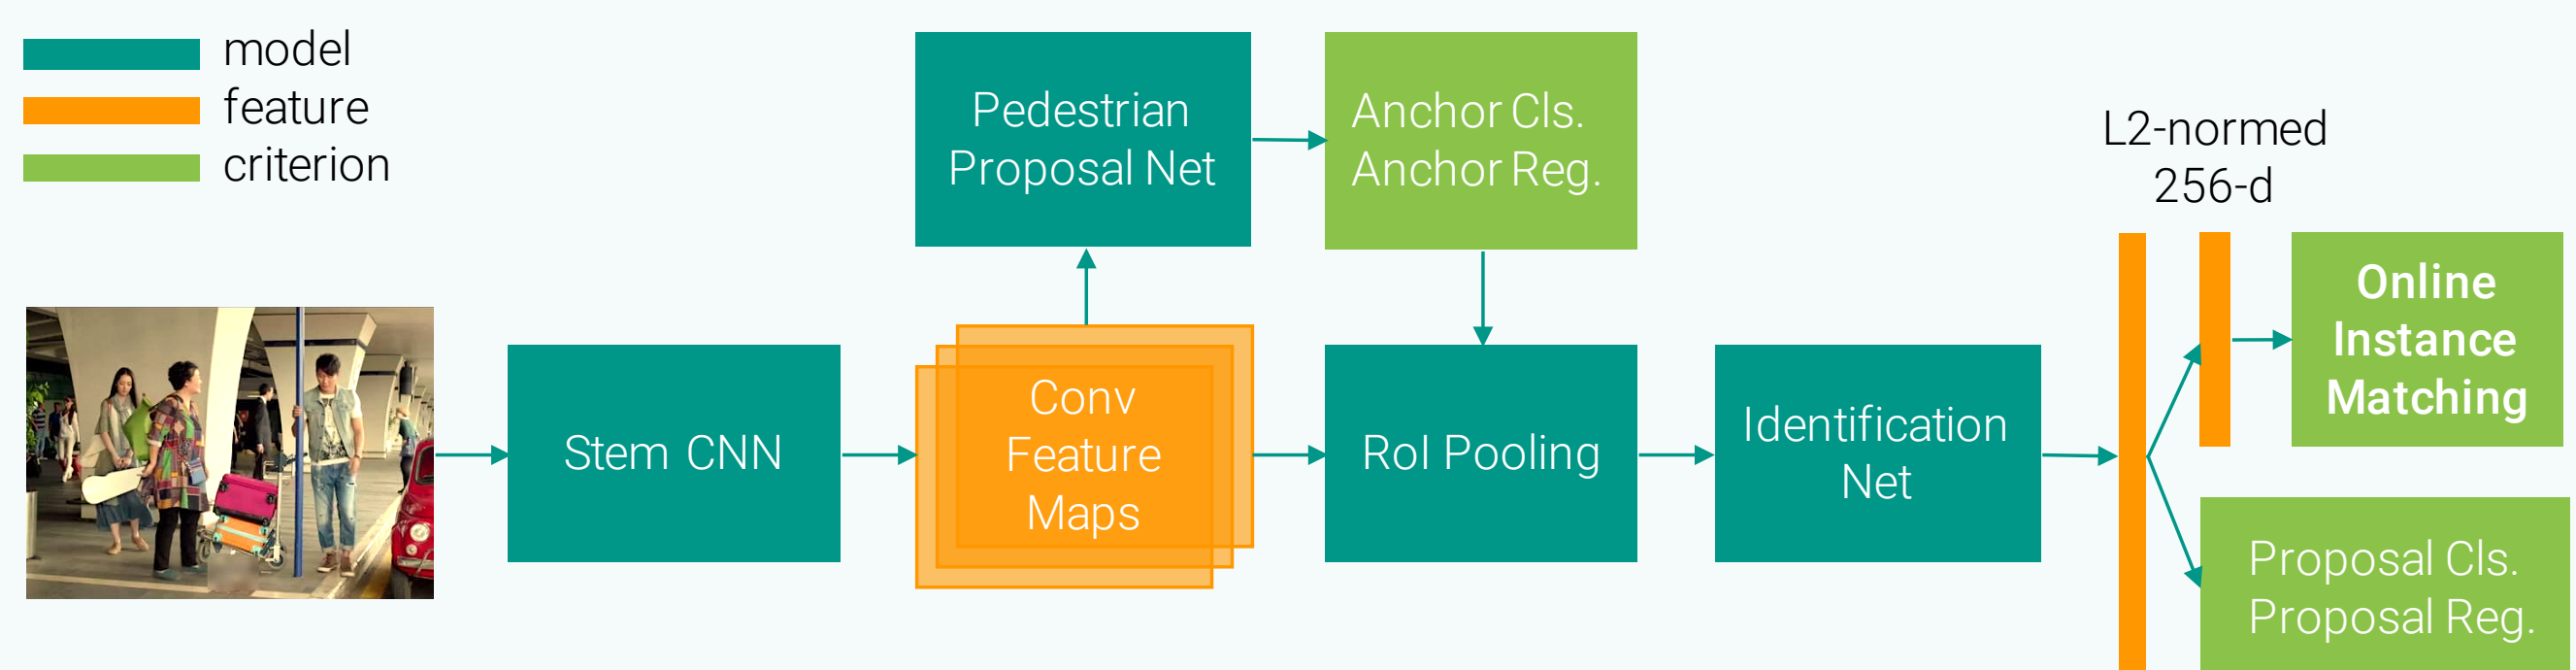 model
feature
criterion
Pedestrian
Proposal Net
Anchor Cls.
Anchor Reg.
L2-normed
256-d
Stem CNN
Conv
Feature
Maps
RoI Pooling
Identification
Net
Online
Instance
Matching
Proposal Cls.
Proposal Reg.